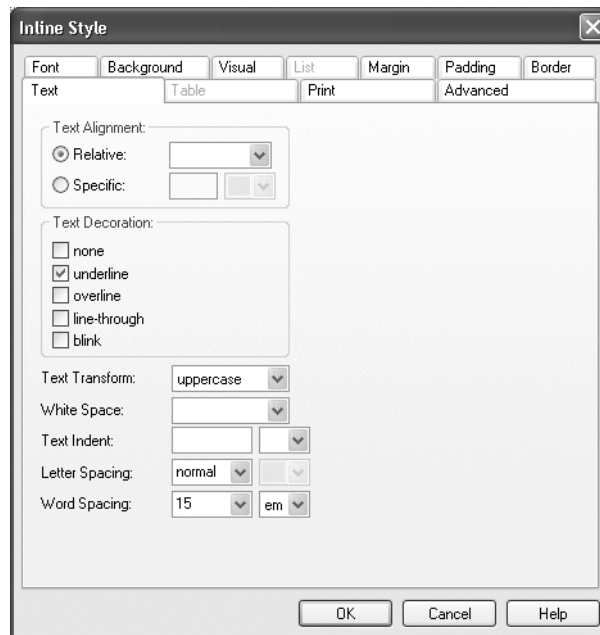 Inline Style
Font Background Visual List Margin Padding Border
Text Table Print Advanced
Text Alignment:
Relative:
Specific:
Text Decoration:
none
underline
overline
line-through
blink
Text Transform: uppercase
White Space:
Text Indent:
Letter Spacing: normal
Word Spacing: 15 em
OK Cancel Help